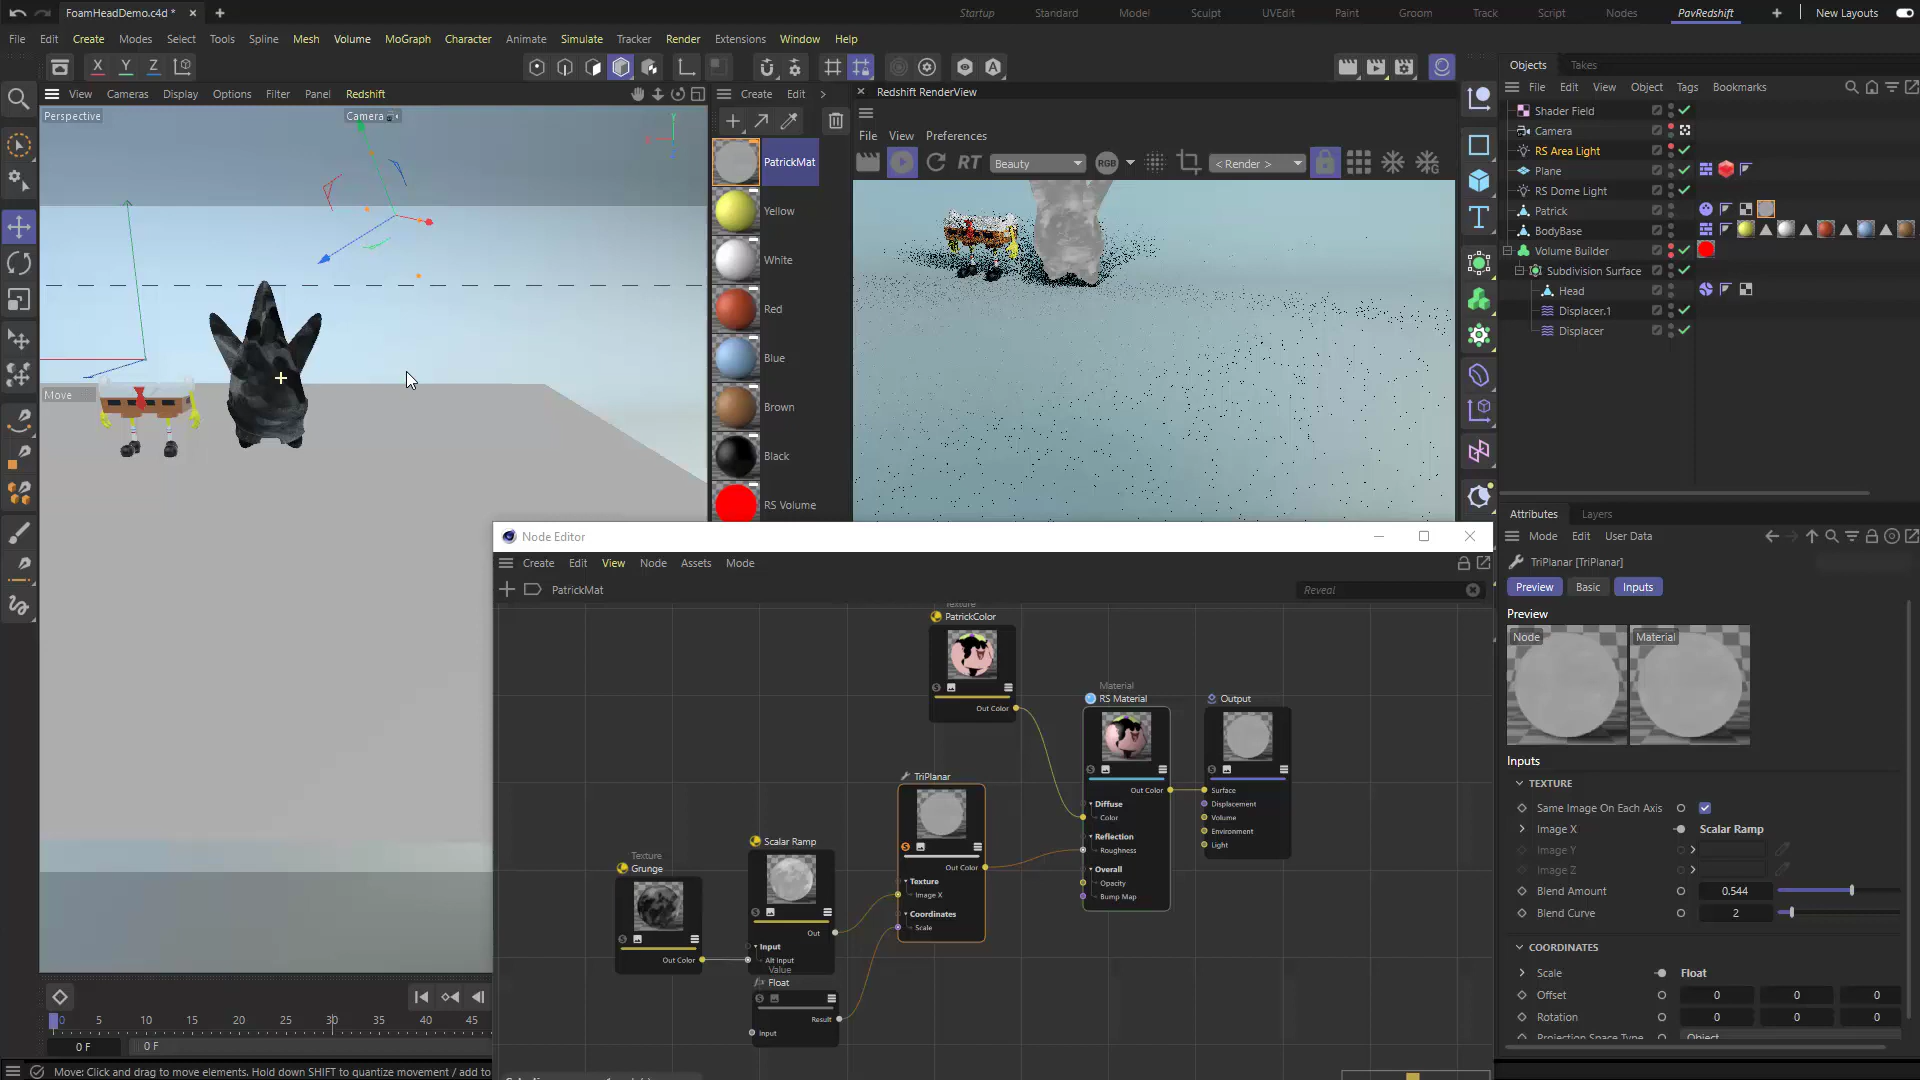 FoamHeadDemo.c4d *
Startup
Standard
Model
Sculpt
UVEdit
Paint
Groom
Track
Script
Nodes
PavRedshift
New Layouts
File Edit Create Modes Select Tools Spline Mesh Volume MoGraph Character Animate Simulate Tracker Render Extensions Window Help
X Y Z
Objects Takes
View Cameras Display Options Filter Panel Redshift
Create Edit
Redshift RenderView
File Edit View Object Tags Bookmarks
Perspective
Camera
Y
File View Preferences
RT
Beauty
RGB
< Render >
PatrickMat
Yellow
White
Red
Blue
Brown
Black
RS Volume
Shader Field
Camera
RS Area Light
Plane
RS Dome Light
Patrick
BodyBase
Volume Builder
Subdivision Surface
Head
Displacer.1
Displacer
Move
Node Editor
Create Edit View Node Assets Mode
PatrickMat
Reveal
PatrickColor
Out Color
Material
RS Material
Out Color
Diffuse
Color
Reflection
Roughness
Overall
Opacity
Bump Map
Output
Surface
Displacement
Volume
Environment
Light
TriPlanar
Out Color
Texture
Image X
Coordinates
Scale
Scalar Ramp
Out
Input
Alt Input
Texture
Grunge
Out Color
Value
Float
Result
Input
Attributes Layers
Mode Edit User Data
TriPlanar [TriPlanar]
Preview Basic Inputs
Preview
Node
Material
Inputs
TEXTURE
Same Image On Each Axis
Image X Scalar Ramp
Image Y
Image Z
Blend Amount 0.544
Blend Curve 2
COORDINATES
Scale Float
Offset 0 0 0
Rotation 0 0 0
Projection Space Type Object
0 5 10 15 20 25 30 35 40 45
0 F 0 F
Move: Click and drag to move elements. Hold down SHIFT to quantize movement / add to